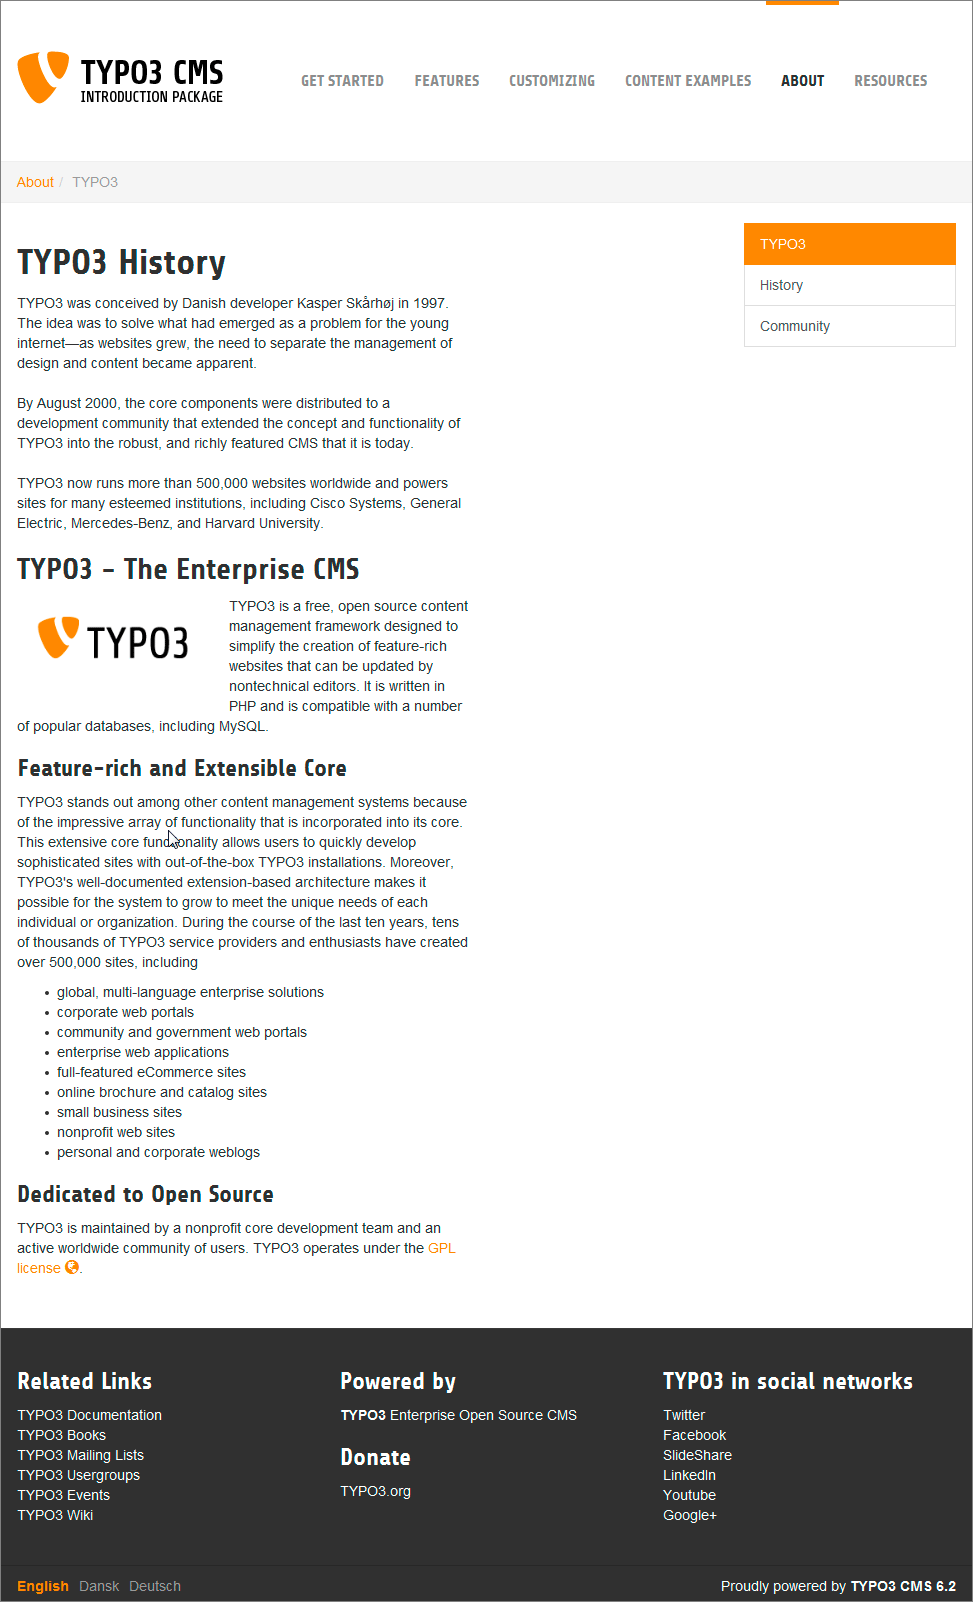 TYPO3 CMS
INTRODUCTION PACKAGE
GET STARTED FEATURES CUSTOMIZING CONTENT EXAMPLES ABOUT RESOURCES
About / TYPO3
TYPO3
History
Community
TYPO3 History
TYPO3 was conceived by Danish developer Kasper Skårhøj in 1997.
The idea was to solve what had emerged as a problem for the young
internet—as websites grew, the need to separate the management of
design and content became apparent.
By August 2000, the core components were distributed to a
development community that extended the concept and functionality of
TYPO3 into the robust, and richly featured CMS that it is today.
TYPO3 now runs more than 500,000 websites worldwide and powers
sites for many esteemed institutions, including Cisco Systems, General
Electric, Mercedes-Benz, and Harvard University.
TYPO3 - The Enterprise CMS
TYPO3
TYPO3 is a free, open source content
management framework designed to
simplify the creation of feature-rich
websites that can be updated by
nontechnical editors. It is written in
PHP and is compatible with a number
of popular databases, including MySQL.
Feature-rich and Extensible Core
TYPO3 stands out among other content management systems because
of the impressive array of functionality that is incorporated into its core.
This extensive core functionality allows users to quickly develop
sophisticated sites with out-of-the-box TYPO3 installations. Moreover,
TYPO3's well-documented extension-based architecture makes it
possible for the system to grow to meet the unique needs of each
individual or organization. During the course of the last ten years, tens
of thousands of TYPO3 service providers and enthusiasts have created
over 500,000 sites, including
• global, multi-language enterprise solutions
• corporate web portals
• community and government web portals
• enterprise web applications
• full-featured eCommerce sites
• online brochure and catalog sites
• small business sites
• nonprofit web sites
• personal and corporate weblogs
Dedicated to Open Source
TYPO3 is maintained by a nonprofit core development team and an
active worldwide community of users. TYPO3 operates under the GPL
license .
Related Links
TYPO3 Documentation
TYPO3 Books
TYPO3 Mailing Lists
TYPO3 Usergroups
TYPO3 Events
TYPO3 Wiki
Powered by
TYPO3 Enterprise Open Source CMS
Donate
TYPO3.org
TYPO3 in social networks
Twitter
Facebook
SlideShare
LinkedIn
Youtube
Google+
English Dansk Deutsch
Proudly powered by TYPO3 CMS 6.2